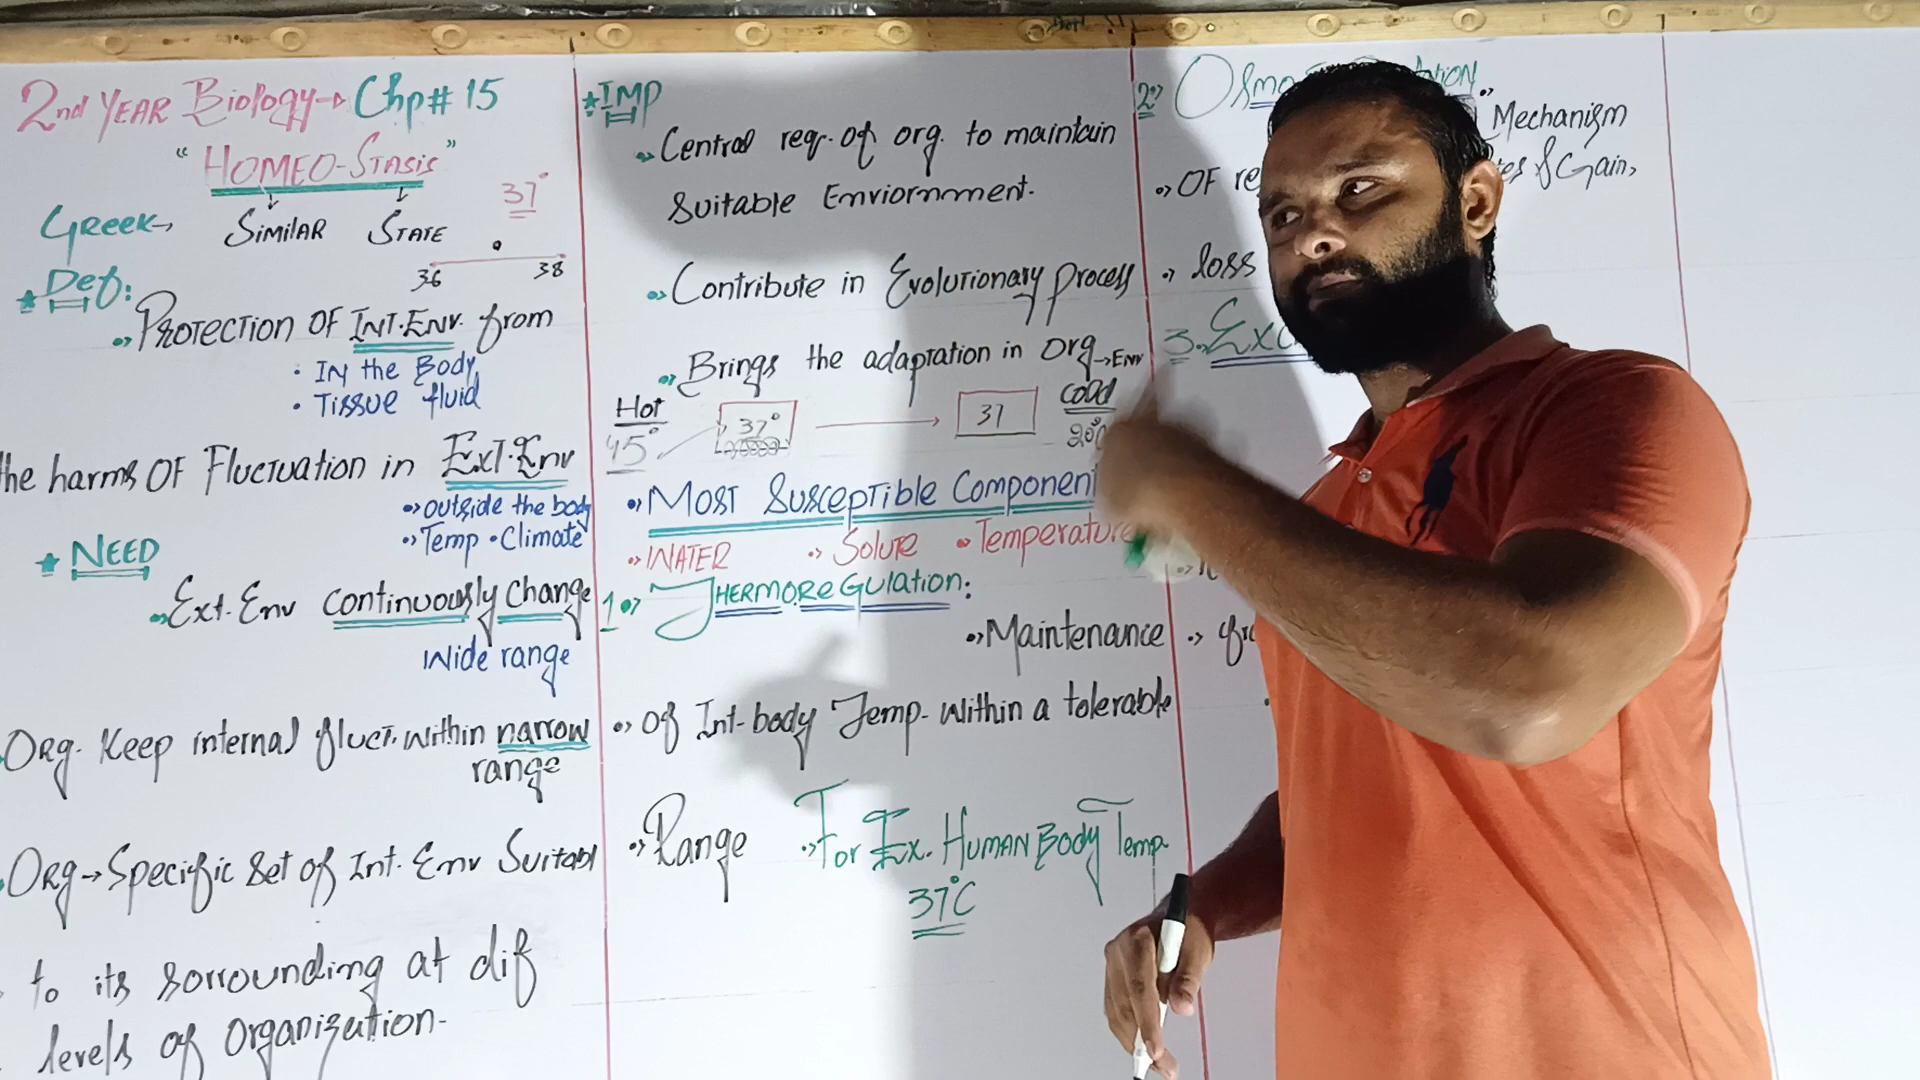 2nd YEAR Biology→ Chp# 15
"HOMEO-STASIS"
Greek→ SIMILAR STATE
37°
36 38
* Def:
PROTECTION OF INT.ENV. from
• IN the Body
• Tissue fluid
the harms OF Fluctuation in Ext.Env
outside the body
Temp • Climate
* NEED
Ext. Env continuously change
Wide range
Org. Keep internal fluct. within narrow
range
Org→Specific Set of Int. Env Suitabl
to its sorrounding at dif
levels of organization.
* IMP
Central reqr. of org. to maintain
Suitable Enviornment.
Contribute in Evolutionary process
Brings the adaptation in Org→Env
Hot 37° 37 cold
45° 20°
• Most Susceptible Component
WATER Solute Temperature
1 THERMOREGULATION:
Maintenance
of Int-body Temp. within a tolerable
Range For Ex. Human Body Temp.
37°C
2
Mechanism
OF Gain,
loss
3.